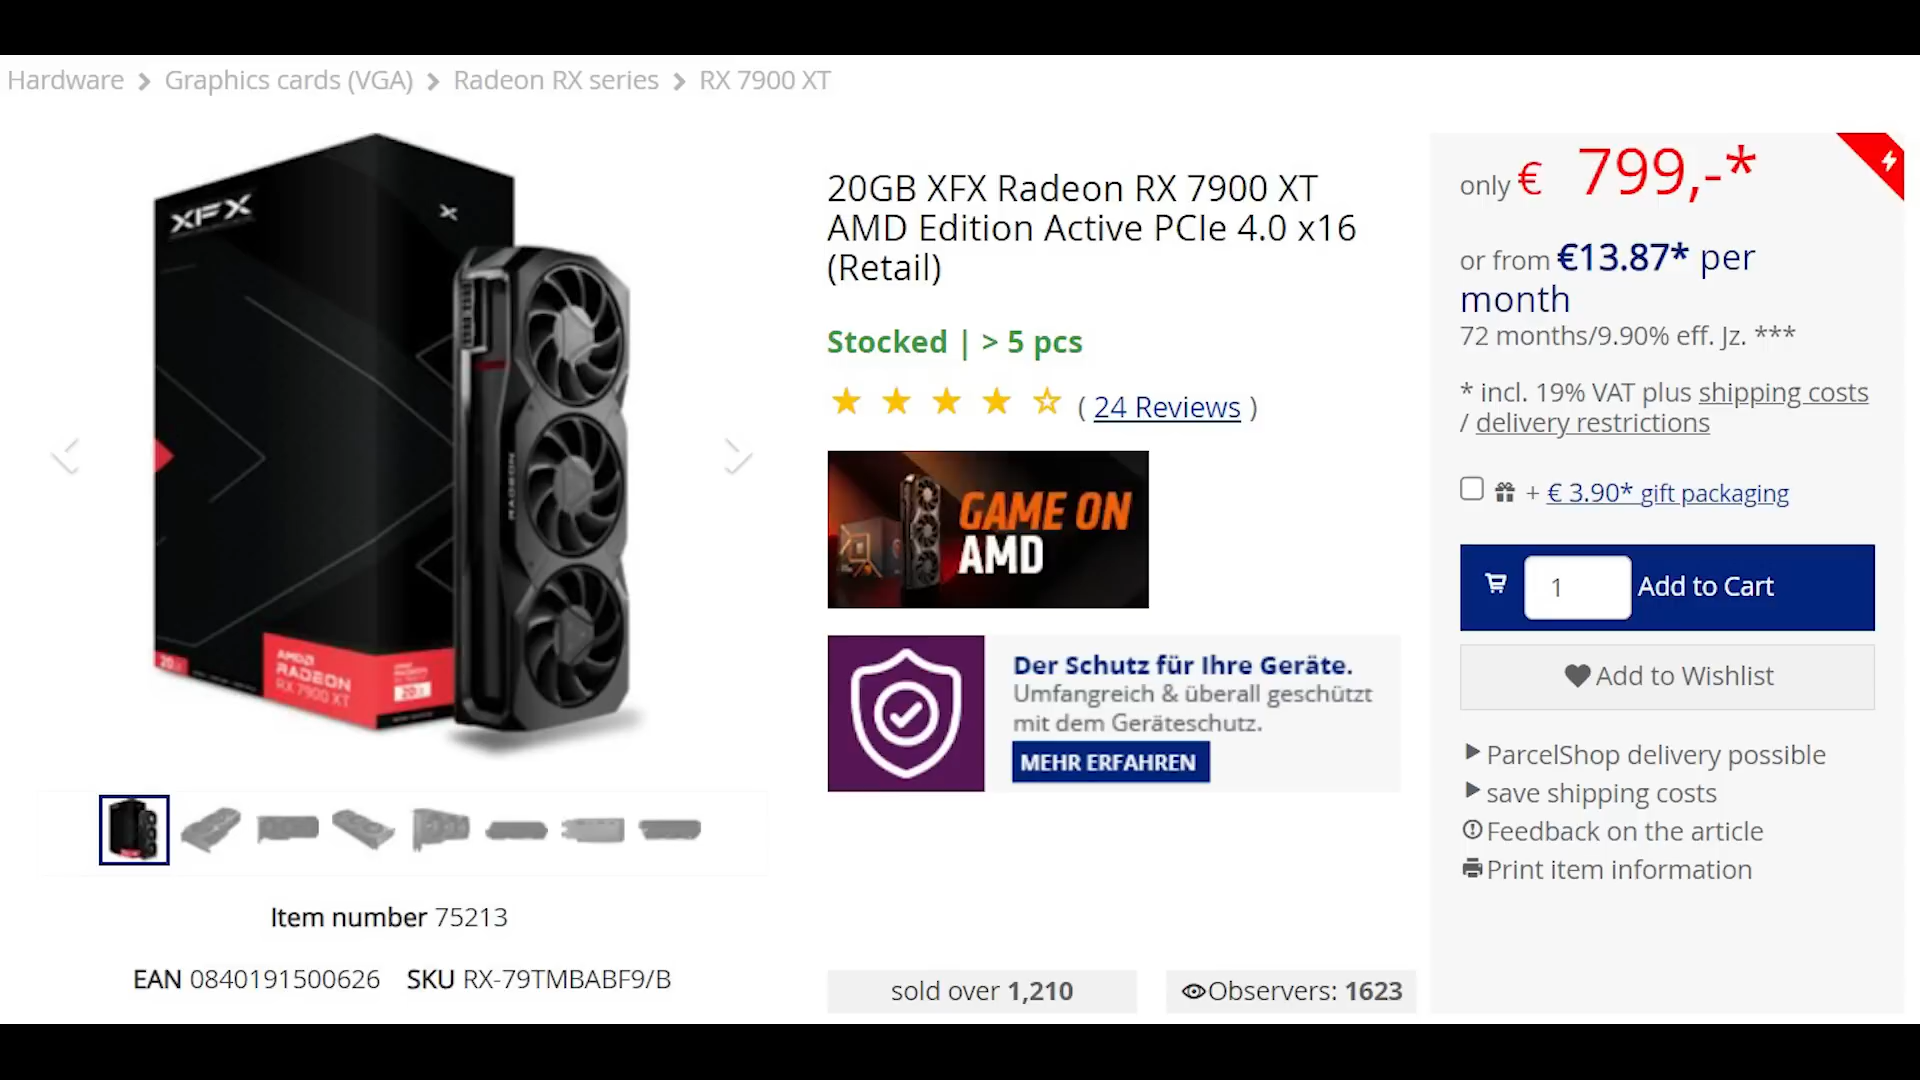 Hardware > Graphics cards (VGA) > Radeon RX series > RX 7900 XT
XFX
AMD
RADEON
RX 7900 XT
RADEON
20GB XFX Radeon RX 7900 XT
AMD Edition Active PCIe 4.0 x16
(Retail)
Stocked | > 5 pcs
( 24 Reviews )
GAME ON
AMD
Der Schutz für Ihre Geräte.
Umfangreich & überall geschützt
mit dem Geräteschutz.
MEHR ERFAHREN
only € 799,-*
or from €13.87* per
month
72 months/9.90% eff. Jz. ***
* incl. 19% VAT plus shipping costs
/ delivery restrictions
+ € 3.90* gift packaging
1 Add to Cart
Add to Wishlist
ParcelShop delivery possible
save shipping costs
Feedback on the article
Print item information
Item number 75213
EAN 0840191500626 SKU RX-79TMBABF9/B
sold over 1,210
Observers: 1623